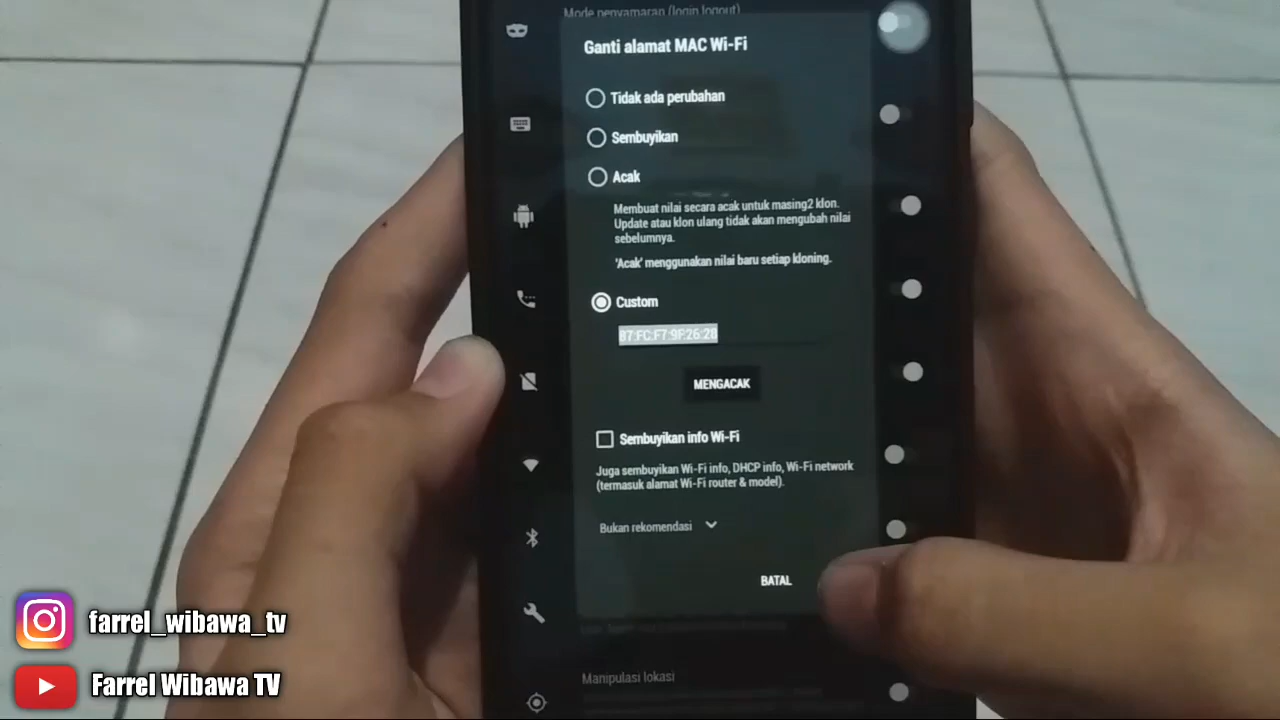 Mode penyamaran (login logout)
Ganti alamat MAC Wi-Fi
Tidak ada perubahan
Sembuyikan
Acak
Membuat nilai secara acak untuk masing2 klon.
Update atau klon ulang tidak akan mengubah nilai
sebelumnya.
'Acak' menggunakan nilai baru setiap kloning.
Custom
B7:FC:F7:9F:26:28
MENGACAK
Sembuyikan info Wi-Fi
Juga sembuyikan Wi-Fi info, DHCP info, Wi-Fi network
(termasuk alamat Wi-Fi router & model).
Bukan rekomendasi
BATAL
Manipulasi lokasi
farrel_wibawa_tv
Farrel Wibawa TV